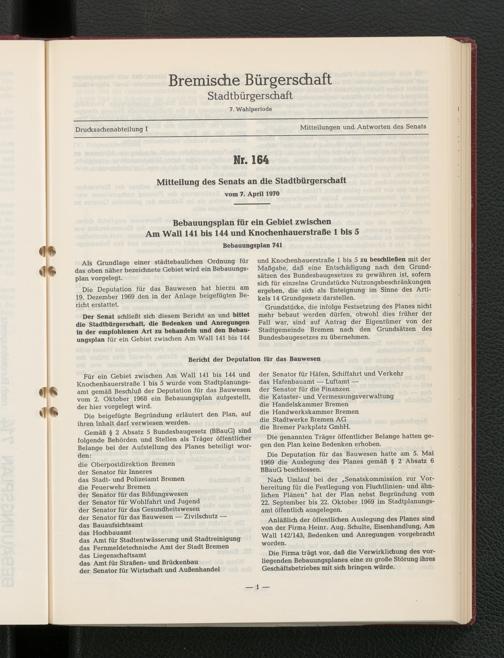 Bremische Bürgerschaft
Stadtbürgerschaft
7. Wahlperiode
Drucksachenabteilung I
Mitteilungen und Antworten des Senats
Nr. 164
Mitteilung des Senats an die Stadtbürgerschaft
vom 7. April 1970
Bebauungsplan für ein Gebiet zwischen
Am Wall 141 bis 144 und Knochenhauerstraße 1 bis 5
Bebauungsplan 741
Als Grundlage einer städtebaulichen Ordnung für
das oben näher bezeichnete Gebiet wird ein Bebauungs-
plan vorgelegt.
Die Deputation für das Bauwesen hat hierzu am
19. Dezember 1969 den in der Anlage beigefügten Be-
richt erstattet.
Der Senat schließt sich diesem Bericht an und bittet
die Stadtbürgerschaft, die Bedenken und Anregungen
in der empfohlenen Art zu behandeln und den Bebau-
ungsplan für ein Gebiet zwischen Am Wall 141 bis 144
und Knochenhauerstraße 1 bis 5 zu beschließen mit der
Maßgabe, daß eine Entschädigung nach den Grund-
sätzen des Bundesbaugesetzes zu gewähren ist, sofern
sich für einzelne Grundstücke Nutzungsbeschränkungen
ergeben, die sich als Enteignung im Sinne des Arti-
kels 14 Grundgesetz darstellen.
Grundstücke, die infolge Festsetzung des Planes nicht
mehr bebaut werden dürfen, obwohl dies früher der
Fall war, sind auf Antrag der Eigentümer von der
Stadtgemeinde Bremen nach den Grundsätzen des
Bundesbaugesetzes zu übernehmen.
Bericht der Deputation für das Bauwesen
Für ein Gebiet zwischen Am Wall 141 bis 144 und
Knochenhauerstraße 1 bis 5 wurde vom Stadtplanungs-
amt gemäß Beschluß der Deputation für das Bauwesen
vom 2. Oktober 1968 ein Bebauungsplan aufgestellt,
der hier vorgelegt wird.
Die beigefügte Begründung erläutert den Plan, auf
ihren Inhalt darf verwiesen werden.
Gemäß § 2 Absatz 5 Bundesbaugesetz (BBauG) sind
folgende Behörden und Stellen als Träger öffentlicher
Belange bei der Aufstellung des Planes beteiligt wor-
den:
die Oberpostdirektion Bremen
der Senator für Inneres
das Stadt- und Polizeiamt Bremen
die Feuerwehr Bremen
der Senator für das Bildungswesen
der Senator für Wohlfahrt und Jugend
der Senator für das Gesundheitswesen
der Senator für das Bauwesen — Zivilschutz —
das Bauaufsichtsamt
das Hochbauamt
das Amt für Stadtentwässerung und Stadtreinigung
das Fernmeldetechnische Amt der Stadt Bremen
das Liegenschaftsamt
das Amt für Straßen- und Brückenbau
der Senator für Wirtschaft und Außenhandel
der Senator für Häfen, Schiffahrt und Verkehr
das Hafenbauamt — Luftamt —
der Senator für die Finanzen
die Kataster- und Vermessungsverwaltung
die Handelskammer Bremen
die Handwerkskammer Bremen
die Stadtwerke Bremen AG
die Bremer Parkplatz GmbH.
Die genannten Träger öffentlicher Belange hatten ge-
gen den Plan keine Bedenken erhoben.
Die Deputation für das Bauwesen hatte am 5. Mai
1969 die Auslegung des Planes gemäß § 2 Absatz 6
BBauG beschlossen.
Nach Umlauf bei der „Senatskommission zur Vor-
bereitung für die Festlegung von Fluchtlinien- und ähn-
lichen Plänen" hat der Plan nebst Begründung vom
22. September bis 22. Oktober 1969 im Stadtplanungs-
amt öffentlich ausgelegen.
Anläßlich der öffentlichen Auslegung des Planes sind
von der Firma Heinr. Aug. Schulte, Eisenhandlung, Am
Wall 142/143, Bedenken und Anregungen vorgebracht
worden.
Die Firma trägt vor, daß die Verwirklichung des vor-
liegenden Bebauungsplanes eine zu große Störung ihres
Geschäftsbetriebes mit sich bringen würde.
— 1 —